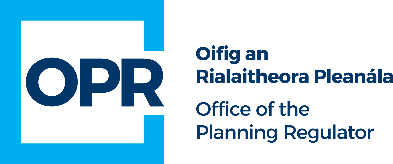 OPR
Oifig an
Rialaitheora Pleanála
Office of the
Planning Regulator